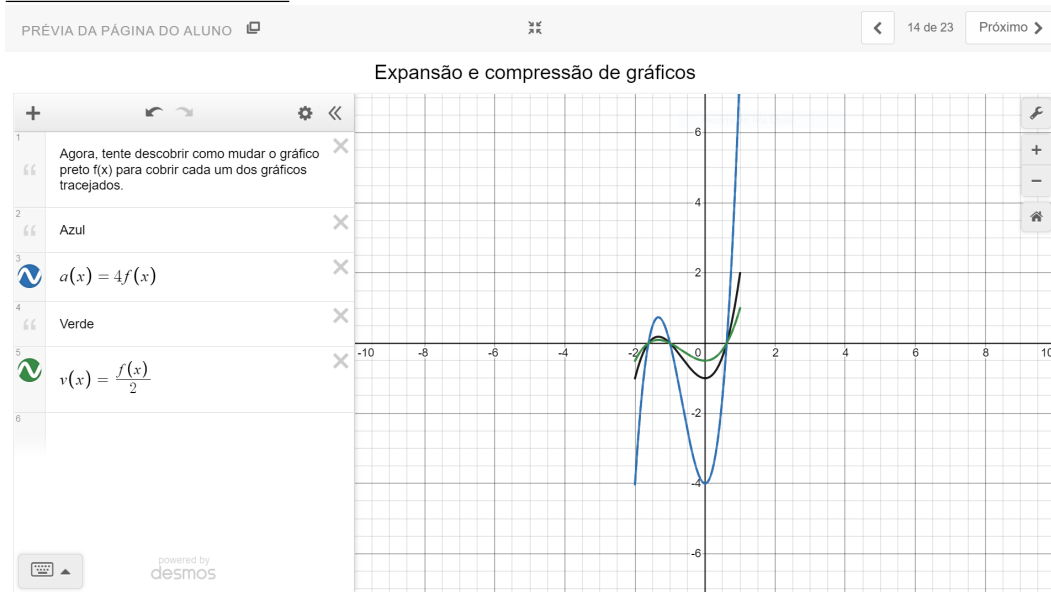 PRÉVIA DA PÁGINA DO ALUNO
14 de 23
Próximo
Expansão e compressão de gráficos
1
Agora, tente descobrir como mudar o gráfico
preto f(x) para cobrir cada um dos gráficos
tracejados.
2
Azul
3
a(x) = 4f(x)
4
Verde
5
v(x) = f(x)/2
6
powered by
desmos
6
4
2
-10 -8 -6 -4 -2 0 2 4 6 8 10
-2
-4
-6